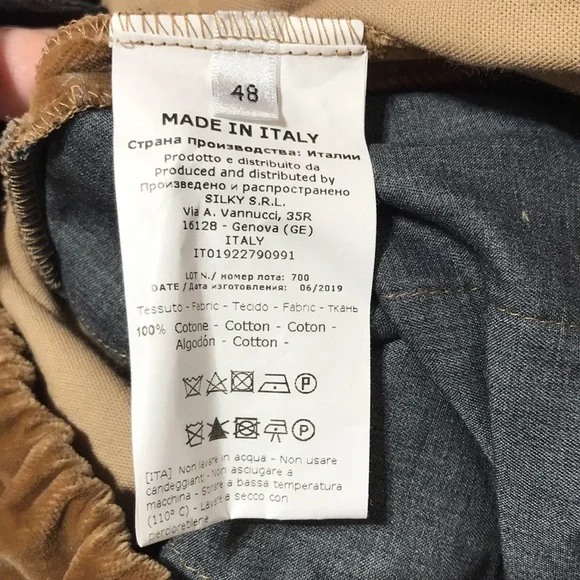 48
MADE IN ITALY
Страна производства: Италии
Prodotto e distribuito da
Produced and distributed by
Произведено и распространено
SILKY S.R.L.
Via A. Vannucci, 35R
16128 - Genova (GE)
ITALY
IT01922790991
LOT N./ номер лота: 700
DATE / Дата изготовления: 06/2019
Tessuto - Fabric - Tecido - Fabric - ткань
100% Cotone - Cotton - Coton -
Algodón - Cotton -
P
P
[ITA] Non lavare in acqua - Non usare
candeggianti - Non asciugare a
macchina - Stirare a bassa temperatura
(110° C) - Lavare a secco con
percloretilene